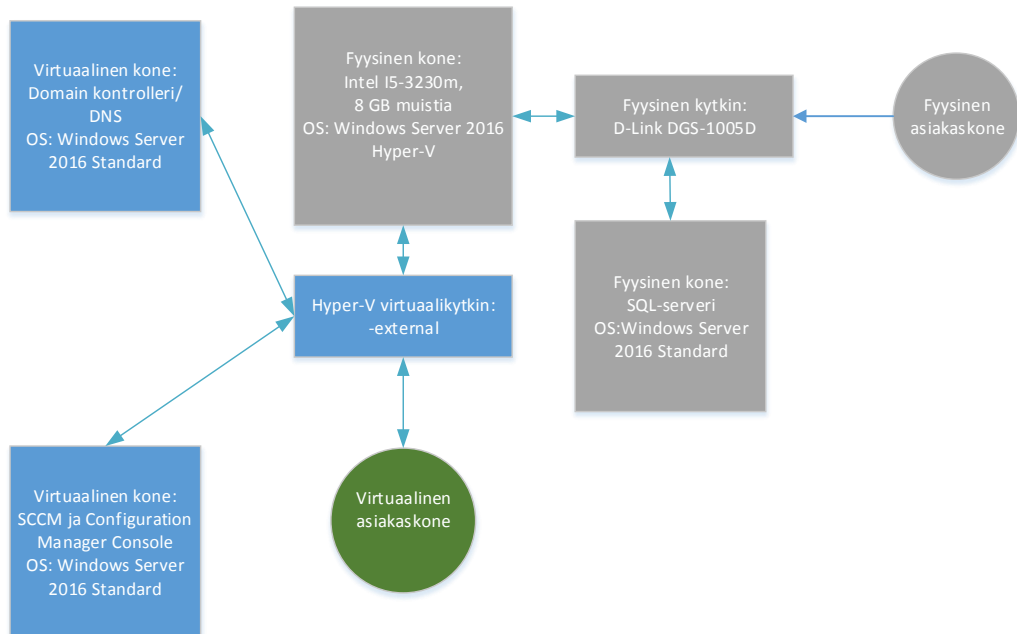 Virtuaalinen kone:
Domain kontrolleri/
DNS
OS: Windows Server
2016 Standard
Fyysinen kone:
Intel I5-3230m,
8 GB muistia
OS: Windows Server 2016
Hyper-V
Fyysinen kytkin:
D-Link DGS-1005D
Fyysinen
asiakaskone
Hyper-V virtuaalikytkin:
-external
Fyysinen kone:
SQL-serveri
OS:Windows Server
2016 Standard
Virtuaalinen kone:
SCCM ja Configuration
Manager Console
OS: Windows Server
2016 Standard
Virtuaalinen
asiakaskone